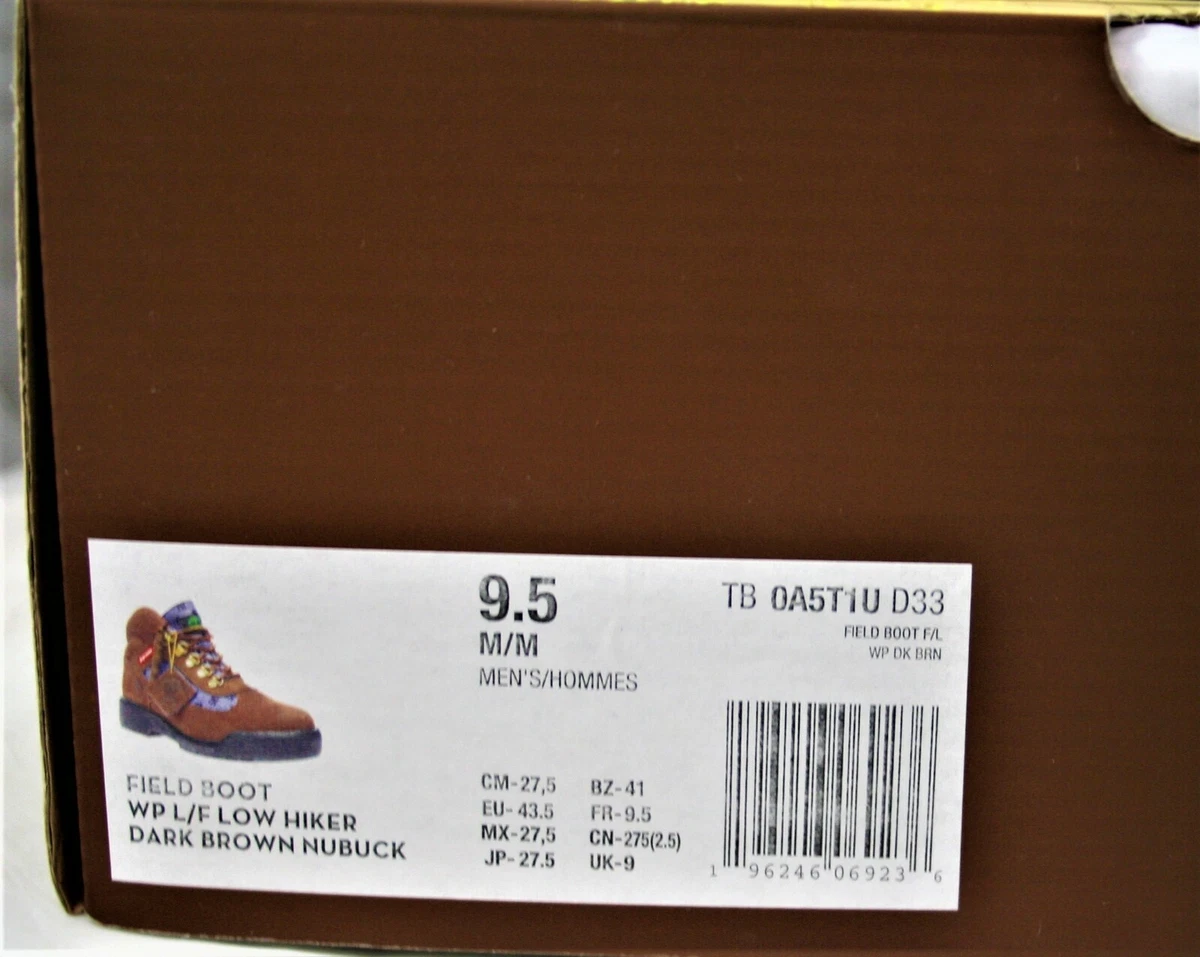 9.5
M/M
MEN'S/HOMMES
TB 0A5T1U D33
FIELD BOOT F/L
WP DK BRN
FIELD BOOT
WP L/F LOW HIKER
DARK BROWN NUBUCK
CM-27,5 BZ-41
EU-43.5 FR-9.5
MX-27,5 CN-275(2.5)
JP-27.5 UK-9
1 96246 06923 6